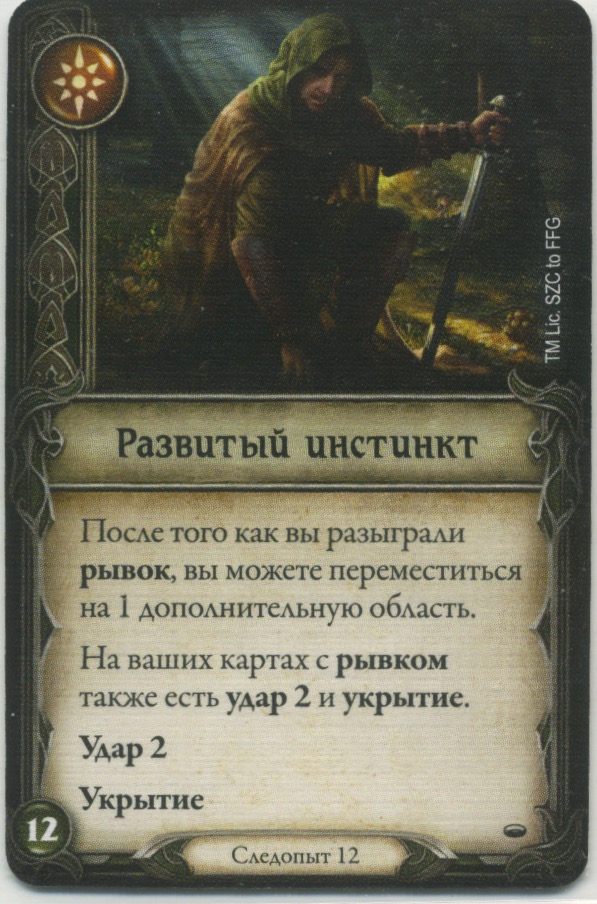 TM Lic. SZC to FFG
Развитый инстинкт
После того как вы разыграли
рывок, вы можете переместиться
на 1 дополнительную область.
На ваших картах с рывком
также есть удар 2 и укрытие.
Удар 2
Укрытие
12
Следопыт 12